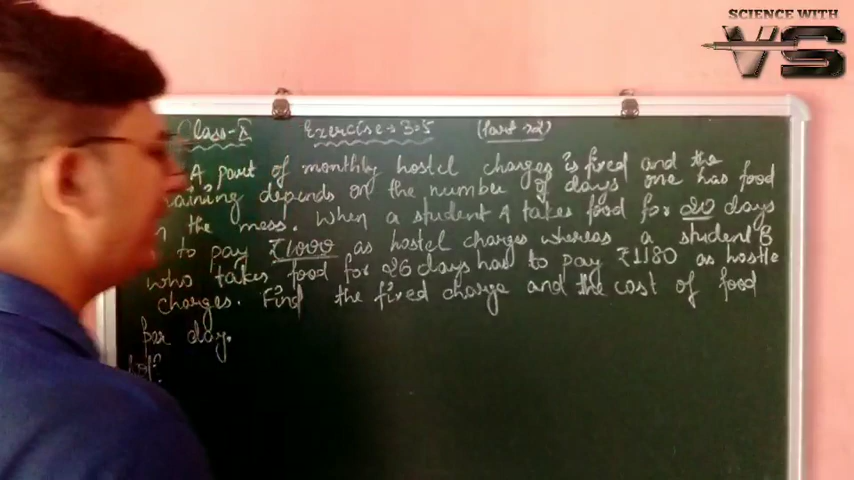 SCIENCE WITH
VS
Class-X Exercise → 3.5 (Part → 2)
A part of monthly hostel charges is fixed and the
aining depends on the number of days one has food
n the mess. When a student A takes food for 20 days
to pay ₹1000 as hostel charges whereas a student B
who takes food for 26 days has to pay ₹1180 as hostle
charges. Find the fixed charge and the cost of food
per day.